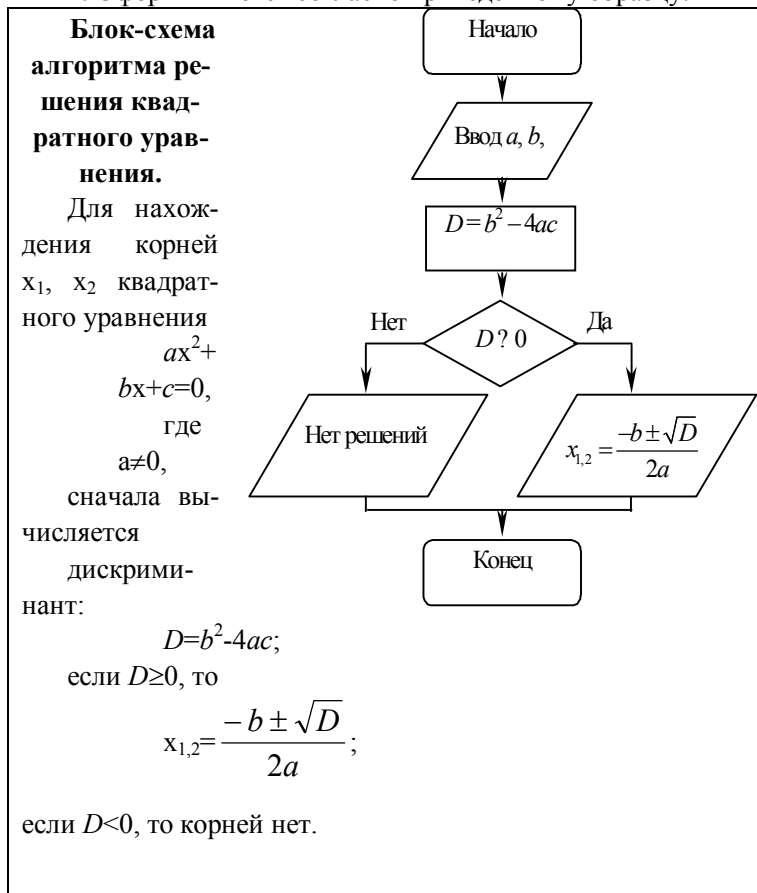 Блок-схема
алгоритма ре-
шения квад-
ратного урав-
нения.
Для нахож-
дения корней
x₁, x₂ квадрат-
ного уравнения
ax²+
bx+c=0,
где
a≠0,
сначала вы-
числяется
дискрими-
нант:
D=b²-4ac;
если D≥0, то
x₁,₂= (−b ± √D) / 2a ;
если D<0, то корней нет.
Начало
Ввод a, b,
D=b²−4ac
D? 0
Нет
Да
Нет решений
x₁,₂ = (−b ± √D) / 2a
Конец